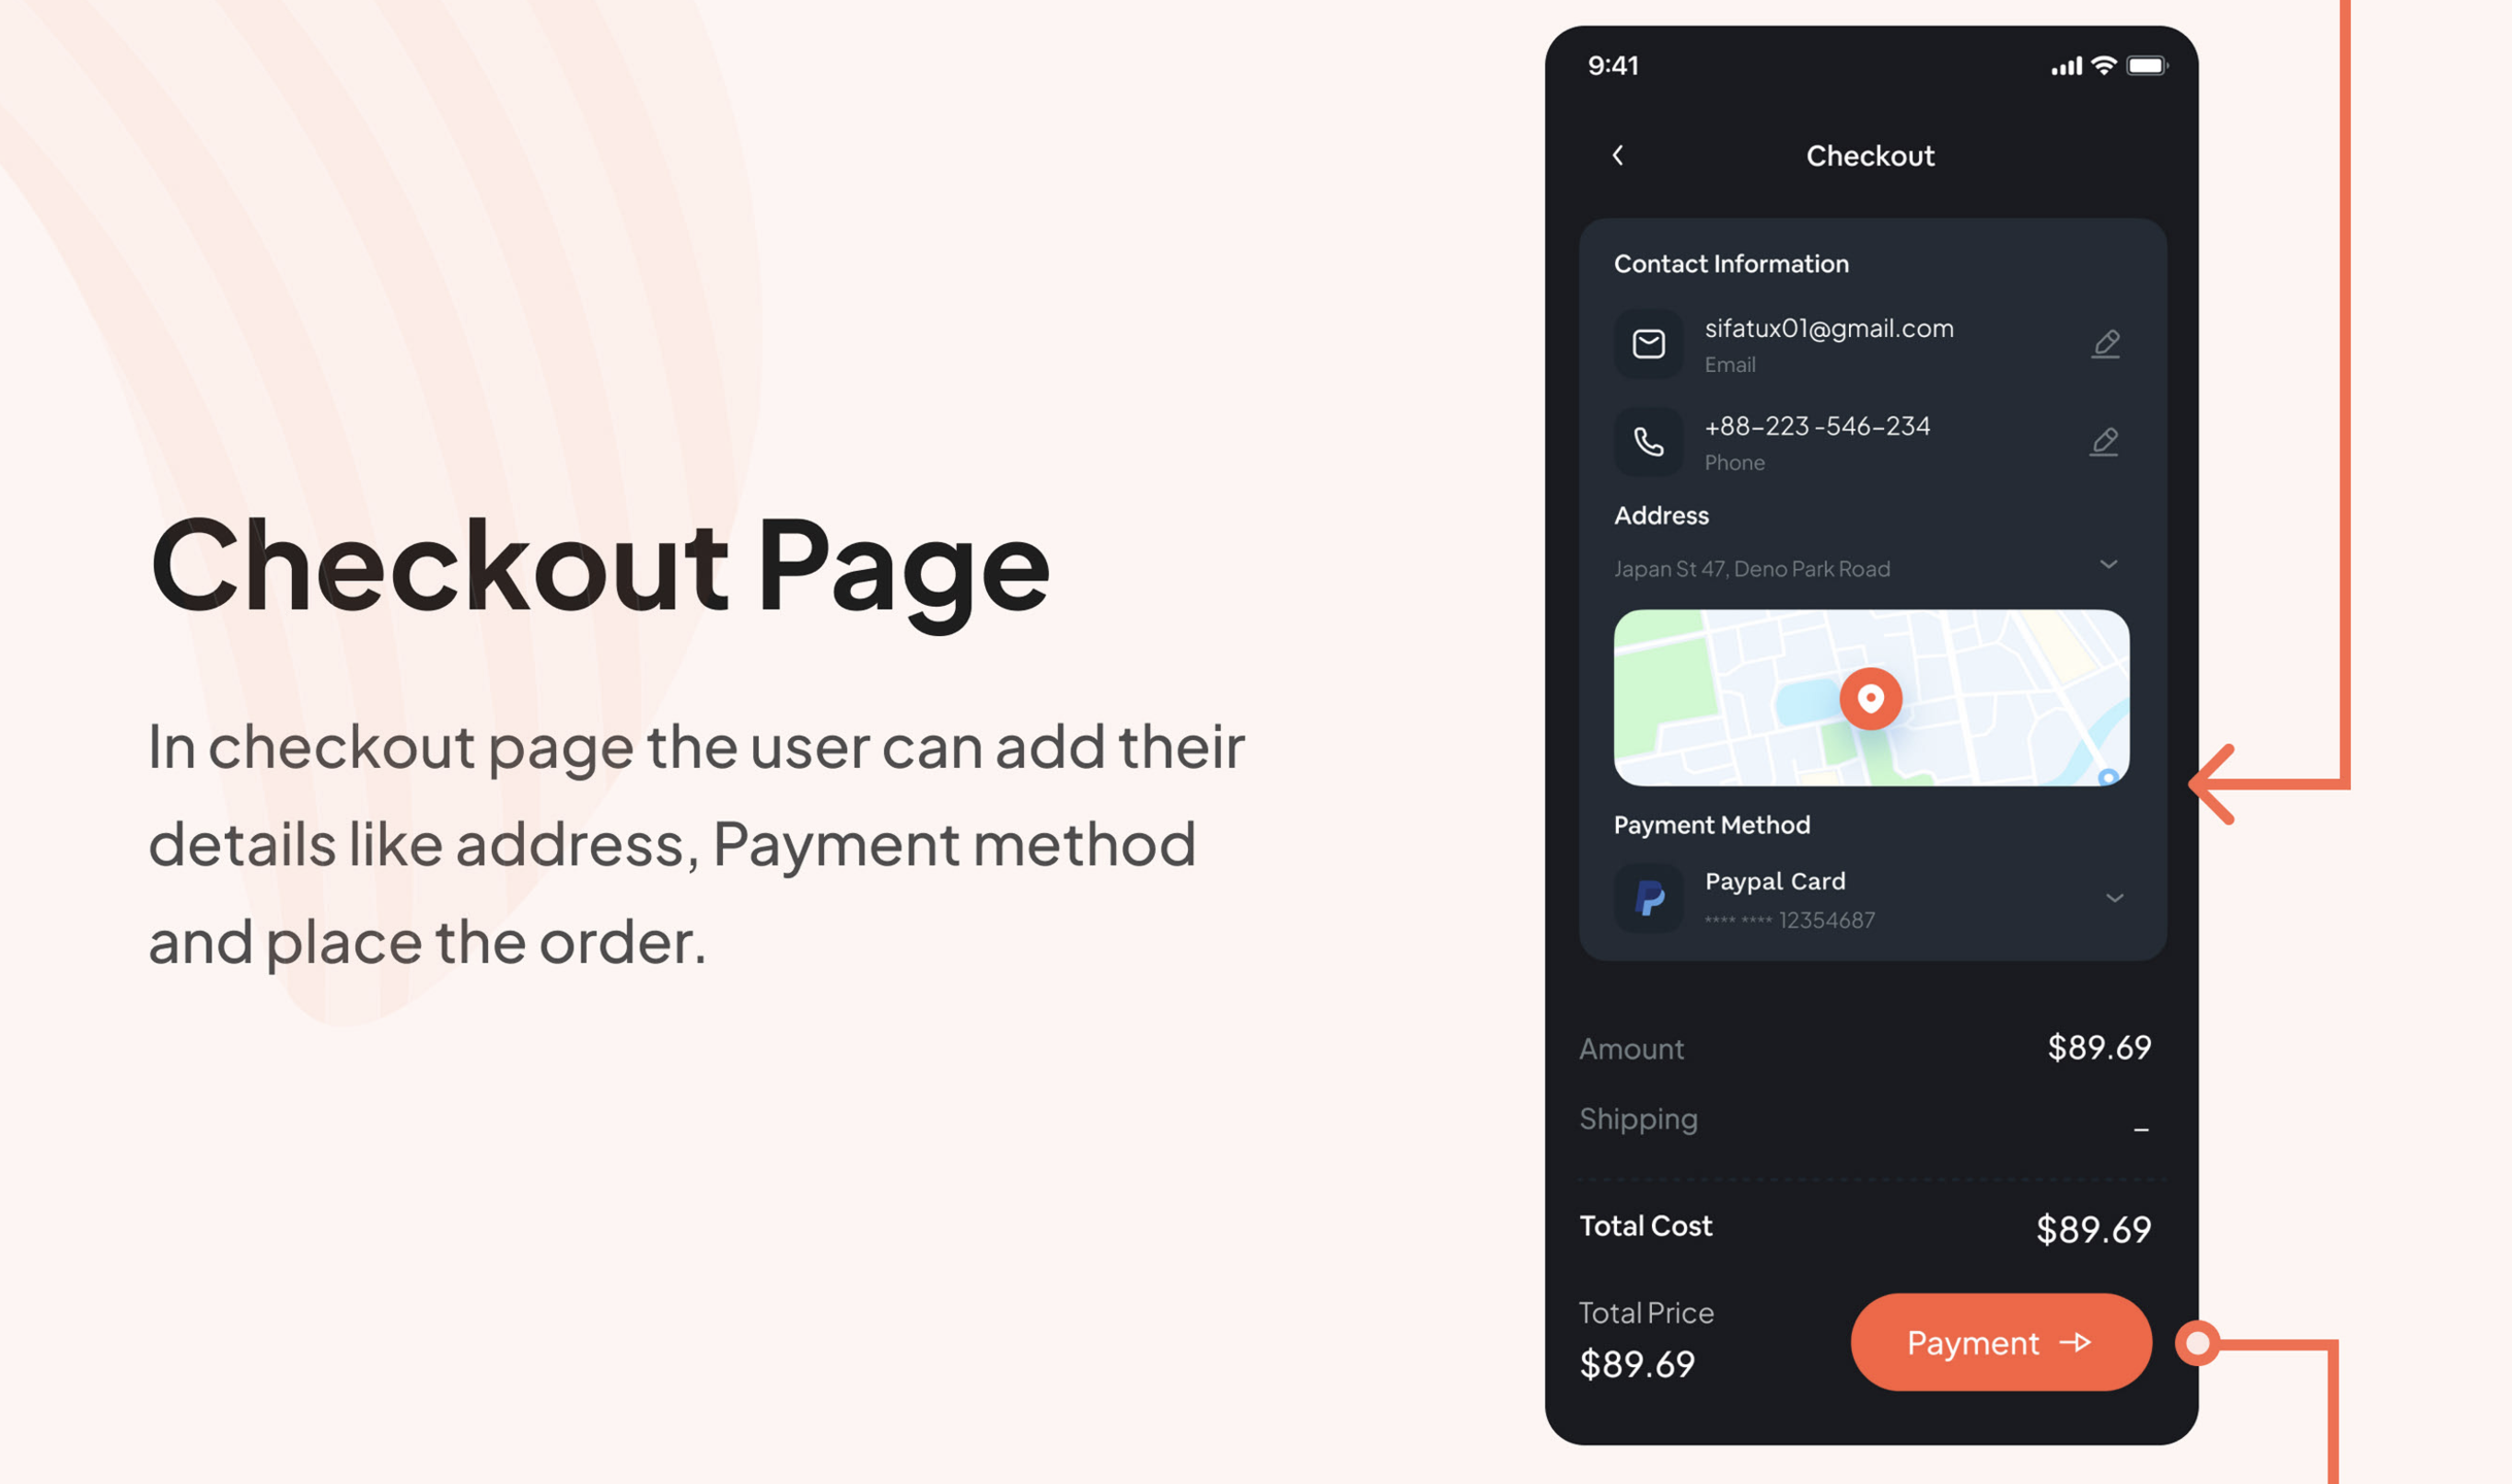 Checkout Page
In checkout page the user can add their
details like address, Payment method
and place the order.
9:41
Checkout
Contact Information
sifatux01@gmail.com
Email
+88-223 -546-234
Phone
Address
Japan St 47, Deno Park Road
Payment Method
Paypal Card
**** **** 12354687
Amount $89.69
Shipping –
Total Cost $89.69
Total Price
$89.69
Payment